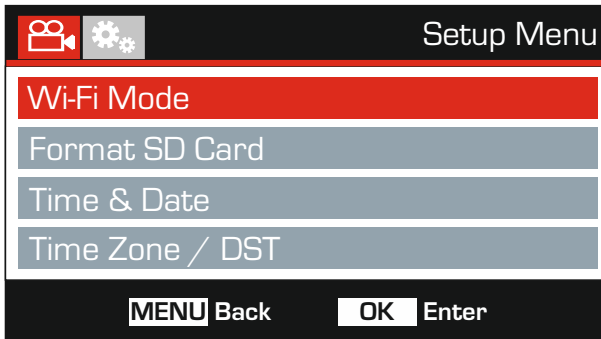 Setup Menu
Wi-Fi Mode
Format SD Card
Time & Date
Time Zone / DST
MENU Back OK Enter